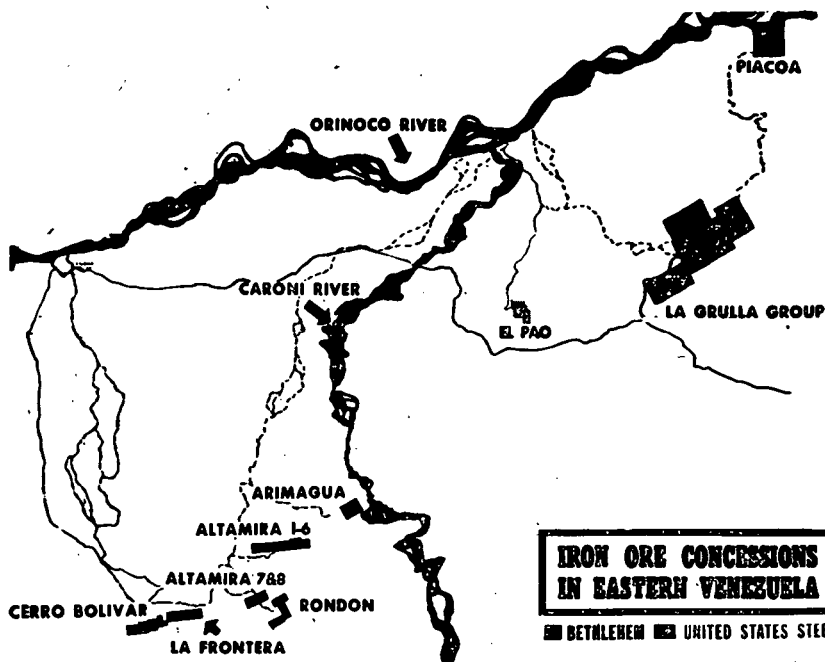 PIACOA
ORINOCO RIVER
CARONI RIVER
EL PAO
LA GRULLA GROUP
ARIMAGUA
ALTAMIRA 1-6
ALTAMIRA 7&8
CERRO BOLIVAR
RONDON
LA FRONTERA
IRON ORE CONCESSIONS
IN EASTERN VENEZUELA
BETHLEHEM UNITED STATES STEE